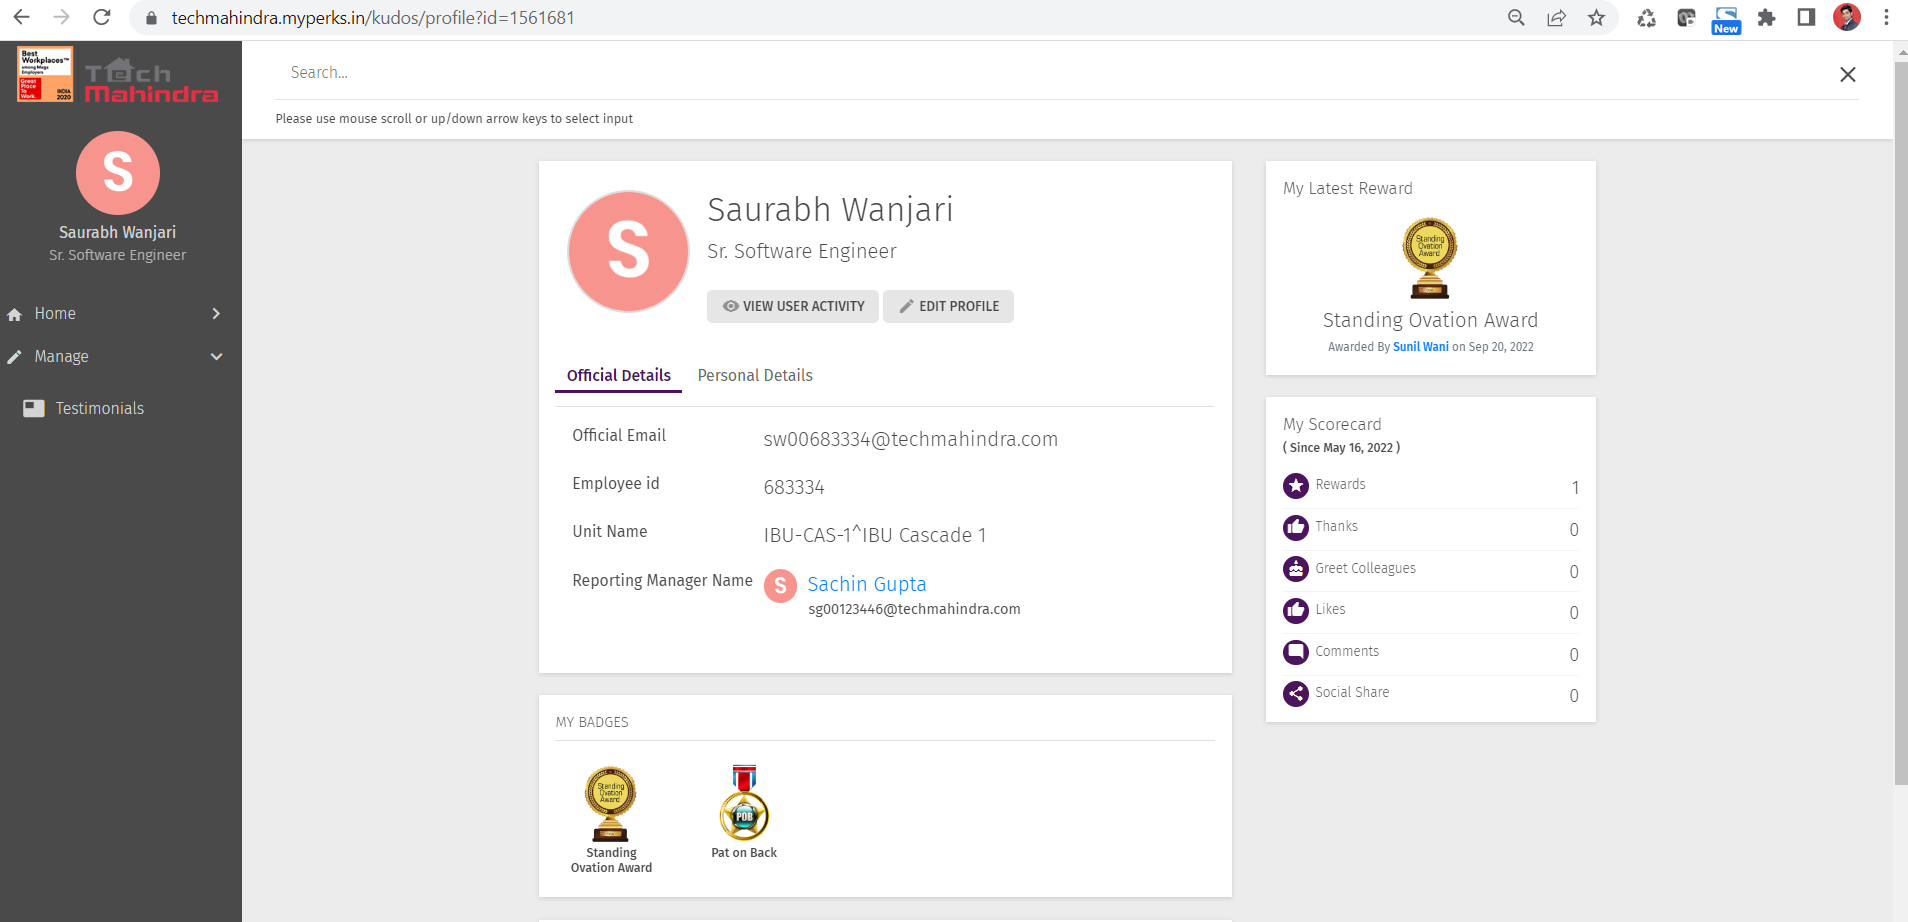 techmahindra.myperks.in/kudos/profile?id=1561681
New
Best
Workplaces™
among Mega
Employers
Great
Place
To
Work.
INDIA
2020
Tech
Mahindra
S
Saurabh Wanjari
Sr. Software Engineer
Home
Manage
Testimonials
Search...
Please use mouse scroll or up/down arrow keys to select input
S
Saurabh Wanjari
Sr. Software Engineer
VIEW USER ACTIVITY
EDIT PROFILE
Official Details
Personal Details
Official Email
sw00683334@techmahindra.com
Employee id
683334
Unit Name
IBU-CAS-1^IBU Cascade 1
Reporting Manager Name
S
Sachin Gupta
sg00123446@techmahindra.com
MY BADGES
Standing
Ovation
Award
Standing
Ovation Award
POB
Pat on Back
My Latest Reward
Standing
Ovation
Award
Standing Ovation Award
Awarded By Sunil Wani on Sep 20, 2022
My Scorecard
( Since May 16, 2022 )
Rewards 1
Thanks 0
Greet Colleagues 0
Likes 0
Comments 0
Social Share 0